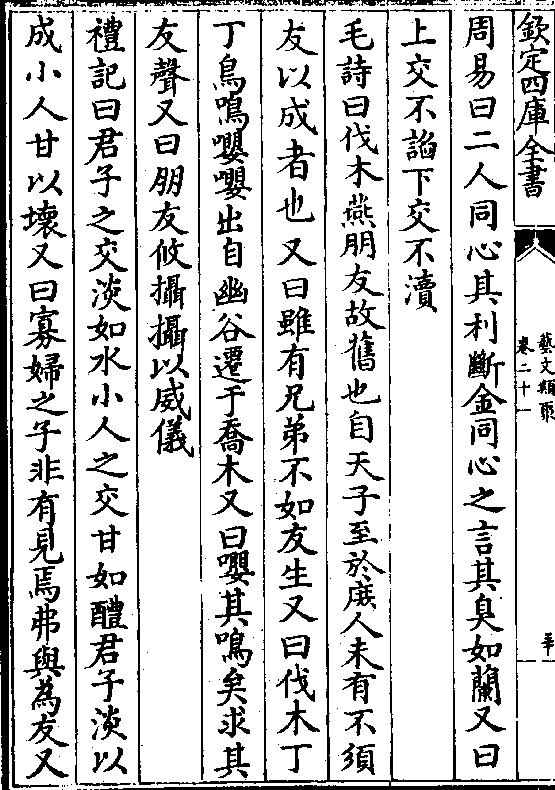 欽定四庫全書
藝文類聚
卷二十一
周易曰二人同心其利斷金同心之言其臭如蘭又曰
上交不諂下交不瀆
毛詩曰伐木燕朋友故舊也自天子至於庶人未有不須
友以成者也又曰雖有兄弟不如友生又曰伐木丁
丁鳥鳴嚶嚶出自幽谷遷于喬木又曰嚶其鳴矣求其
友聲又曰朋友攸攝攝以威儀
禮記曰君子之交淡如水小人之交甘如醴君子淡以
成小人甘以壞又曰寡婦之子非有見焉弗與為友又